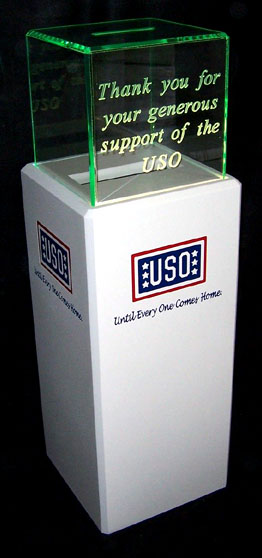 Thank you for
your generous
support of the
USO
USO
Until Every One Comes Home.
USO
Until Every One Comes Home.